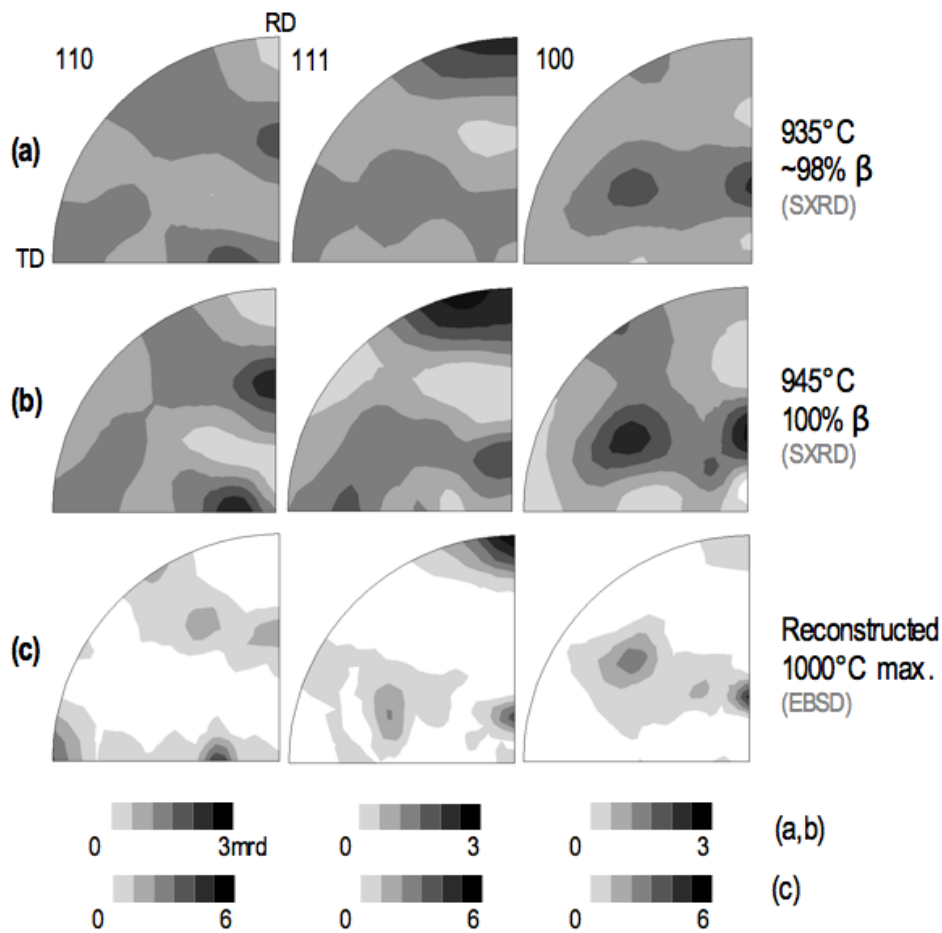 RD
110
111
100
(a)
935°C
~98% β
(SXRD)
TD
(b)
945°C
100% β
(SXRD)
(c)
Reconstructed
1000°C max.
(EBSD)
0 3mrd
0 3
0 3
(a,b)
0 6
0 6
0 6
(c)